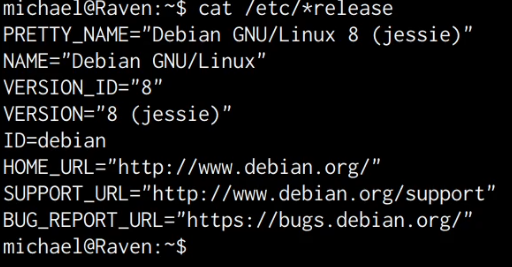 michael@Raven:~$ cat /etc/*release
PRETTY_NAME="Debian GNU/Linux 8 (jessie)"
NAME="Debian GNU/Linux"
VERSION_ID="8"
VERSION="8 (jessie)"
ID=debian
HOME_URL="http://www.debian.org/"
SUPPORT_URL="http://www.debian.org/support"
BUG_REPORT_URL="https://bugs.debian.org/"
michael@Raven:~$